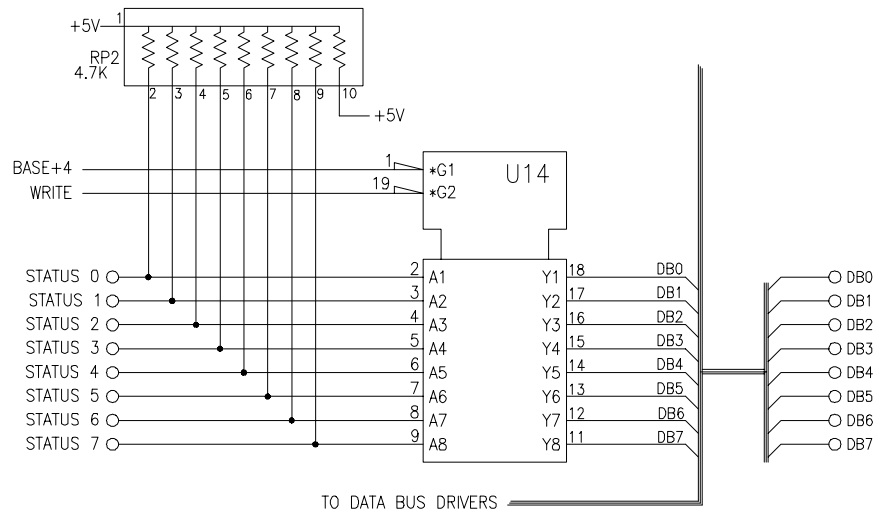 +5V 1
RP2
4.7K
2 3 4 5 6 7 8 9 10
+5V
BASE+4 1 *G1 U14
WRITE 19 *G2
STATUS 0 2 A1 Y1 18 DB0 DB0
STATUS 1 3 A2 Y2 17 DB1 DB1
STATUS 2 4 A3 Y3 16 DB2 DB2
STATUS 3 5 A4 Y4 15 DB3 DB3
STATUS 4 6 A5 Y5 14 DB4 DB4
STATUS 5 7 A6 Y6 13 DB5 DB5
STATUS 6 8 A7 Y7 12 DB6 DB6
STATUS 7 9 A8 Y8 11 DB7 DB7
TO DATA BUS DRIVERS